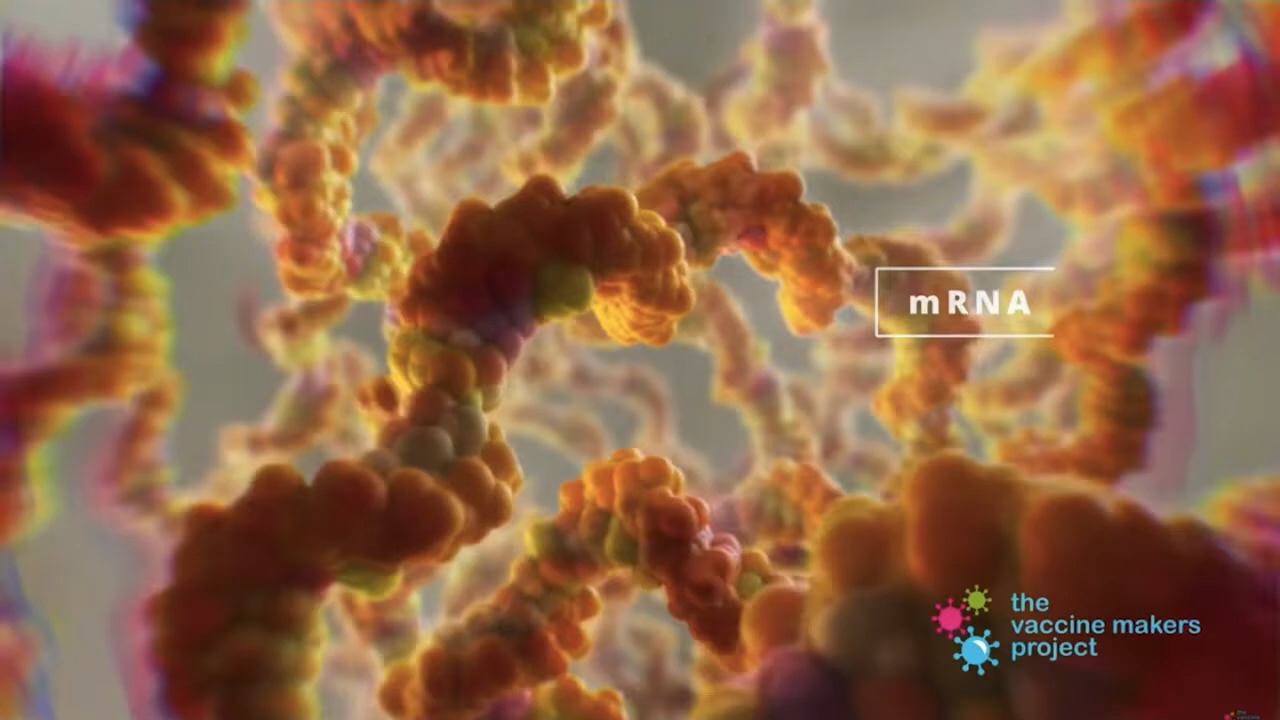 mRNA
the
vaccine makers
project